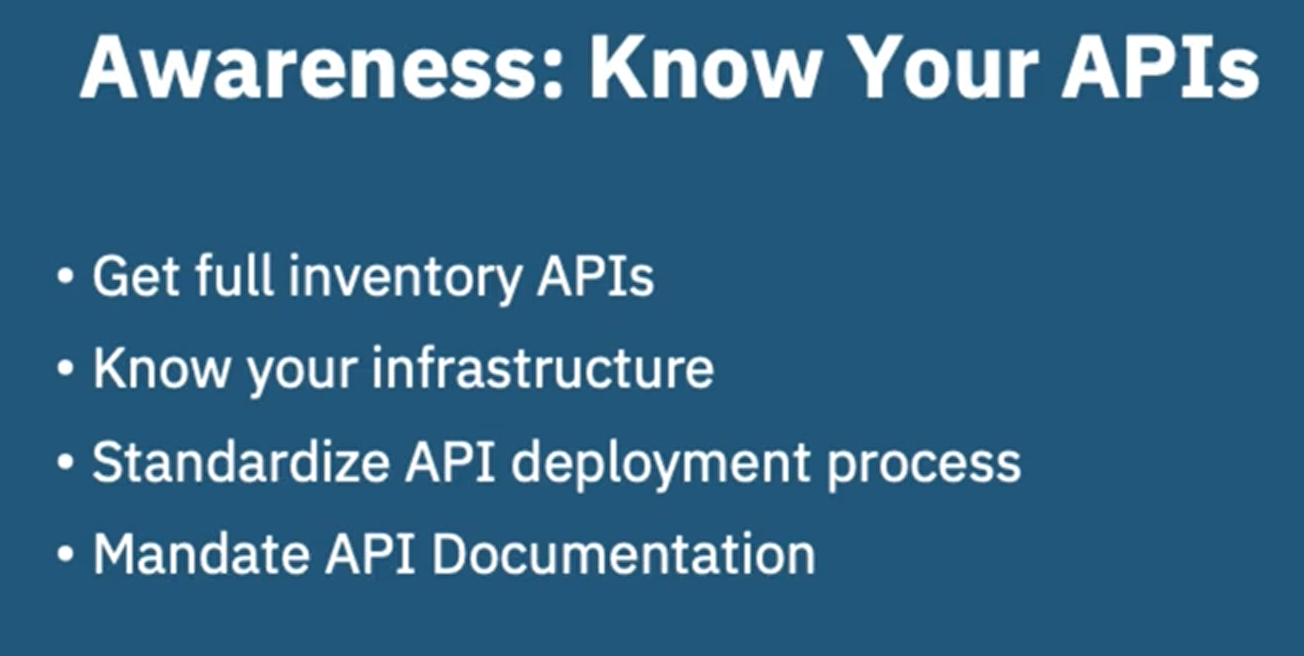 Awareness: Know Your APIs
• Get full inventory APIs
• Know your infrastructure
• Standardize API deployment process
• Mandate API Documentation